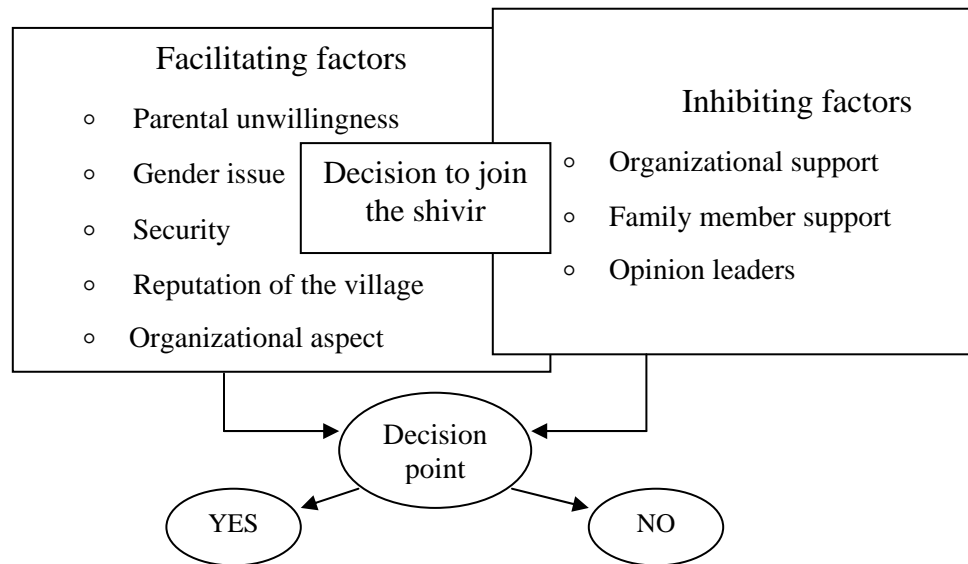 Facilitating factors
Parental unwillingness
Gender issue
Security
Reputation of the village
Organizational aspect
Decision to join
the shivir
Inhibiting factors
Organizational support
Family member support
Opinion leaders
Decision
point
YES
NO